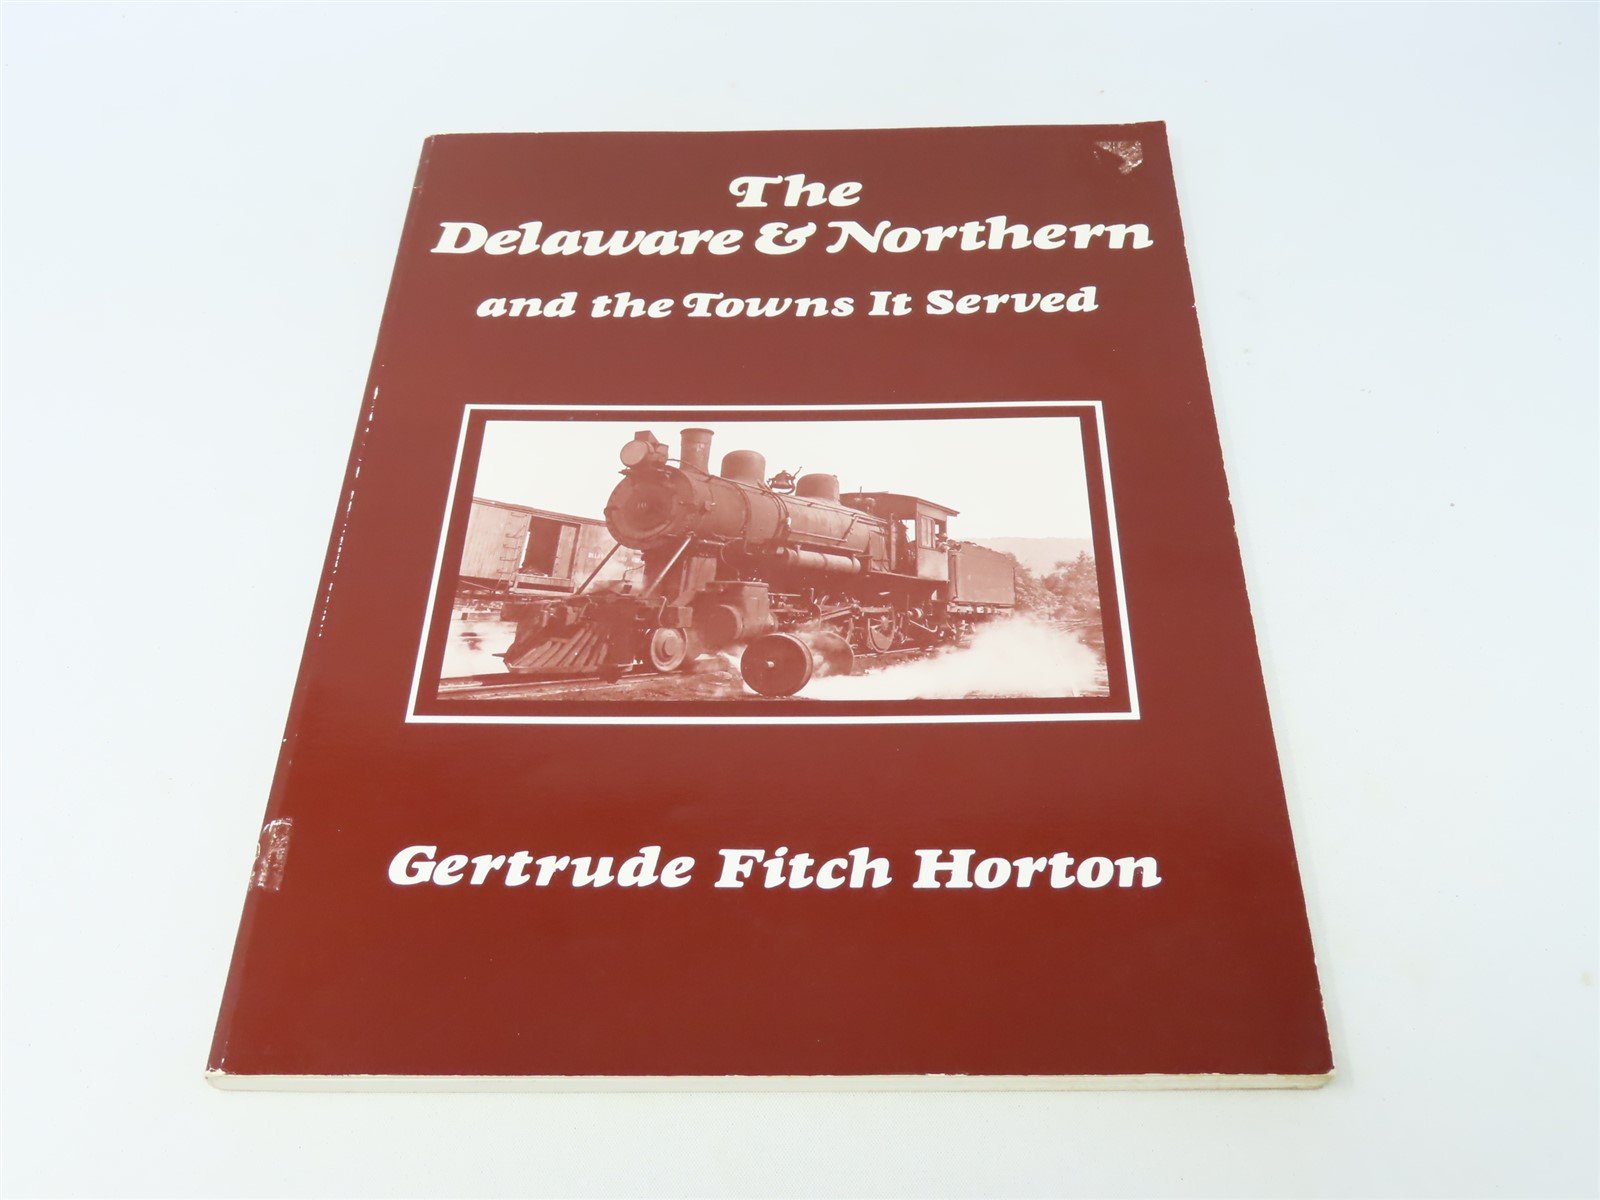 The
Delaware & Northern
and the Towns It Served
Gertrude Fitch Horton